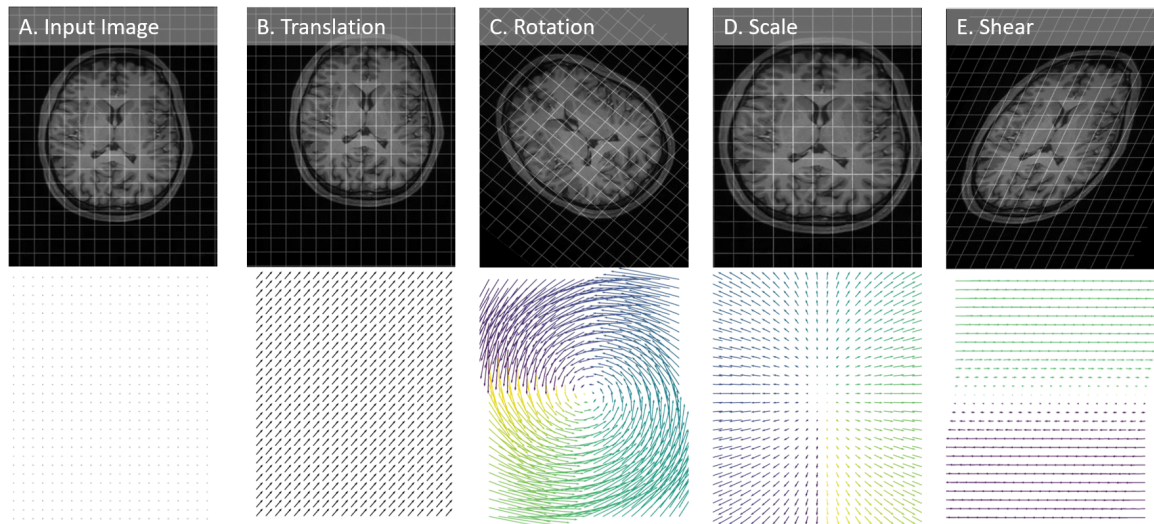 A. Input Image
B. Translation
C. Rotation
D. Scale
E. Shear